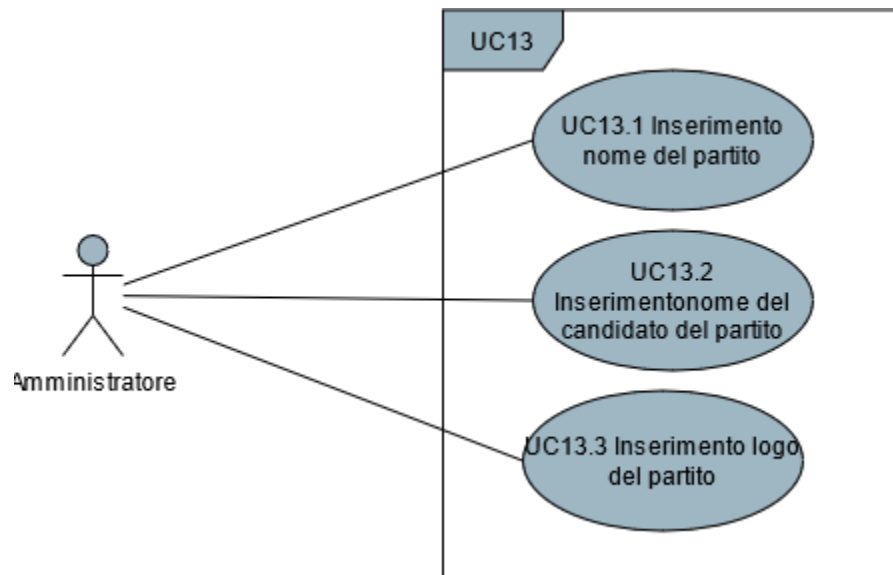 UC13
UC13.1 Inserimento
nome del partito
UC13.2
Inserimentonome del
candidato del partito
UC13.3 Inserimento logo
del partito
Amministratore